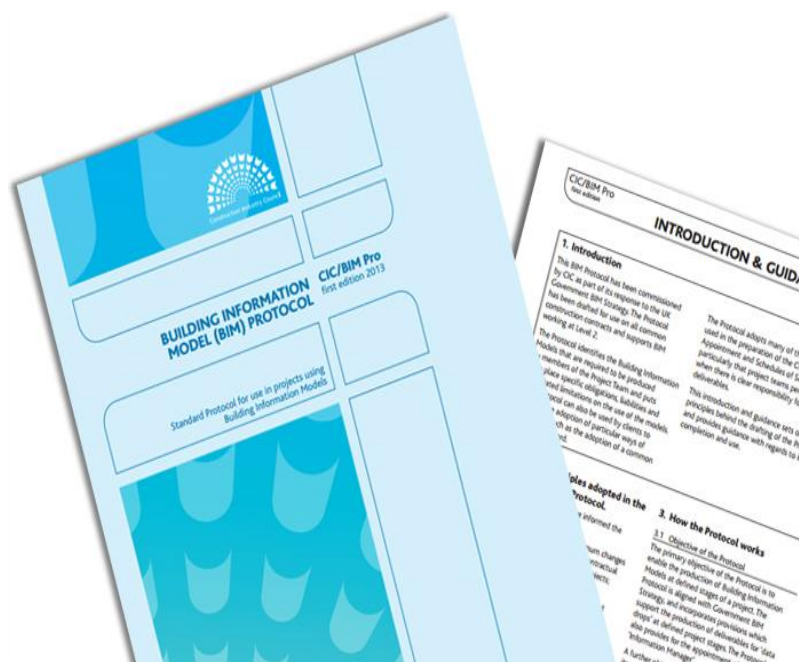 Construction Industry Council
BUILDING INFORMATION
MODEL (BIM) PROTOCOL
CIC/BIM Pro
first edition 2013
Standard Protocol for use in projects using
Building Information Models
CIC/BIM Pro
first edition
INTRODUCTION & GUIDA
1. Introduction
This BIM Protocol has been commissioned
by CIC as part of its response to the UK
Government BIM Strategy. The Protocol
has been drafted for use on all common
construction contracts and supports BIM
working at Level 2.
The Protocol identifies the Building Information
Models that are required to be produced
members of the Project Team and puts
place specific obligations, liabilities and
limitations on the use of the models.
can also be used by clients to
adoption of particular ways of
as the adoption of a common
The Protocol adopts many of the
used in the preparation of the C
Appointment and Schedules of S
particularly that project teams pe
when there is clear responsibility fo
deliverables.
This introduction and guidance sets o
principles behind the drafting of the P
and provides guidance with regards to i
completion and use.
ples adopted in the
Protocol.
informed the
changes
3. How the Protocol works
3.1 Objective of the Protocol
The primary objective of the Protocol is to
enable the production of Building Information
Models at defined stages of a project. The
Protocol is aligned with Government BIM
Strategy, and incorporates provisions which
support the production of deliverables for 'data
drops' at defined project stages. The Protocol
also provides for the appointment
'Information Manager'
A further